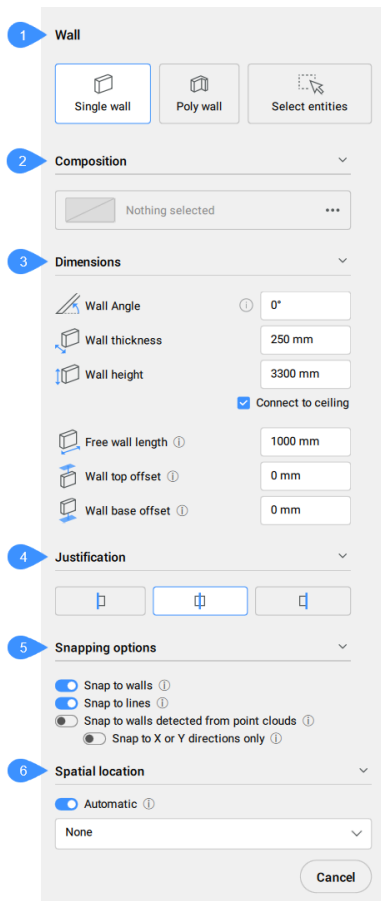 1 Wall
Single wall Poly wall Select entities
2 Composition
Nothing selected
3 Dimensions
Wall Angle 0°
Wall thickness 250 mm
Wall height 3300 mm
Connect to ceiling
Free wall length 1000 mm
Wall top offset 0 mm
Wall base offset 0 mm
4 Justification
5 Snapping options
Snap to walls
Snap to lines
Snap to walls detected from point clouds
Snap to X or Y directions only
6 Spatial location
Automatic
None
Cancel